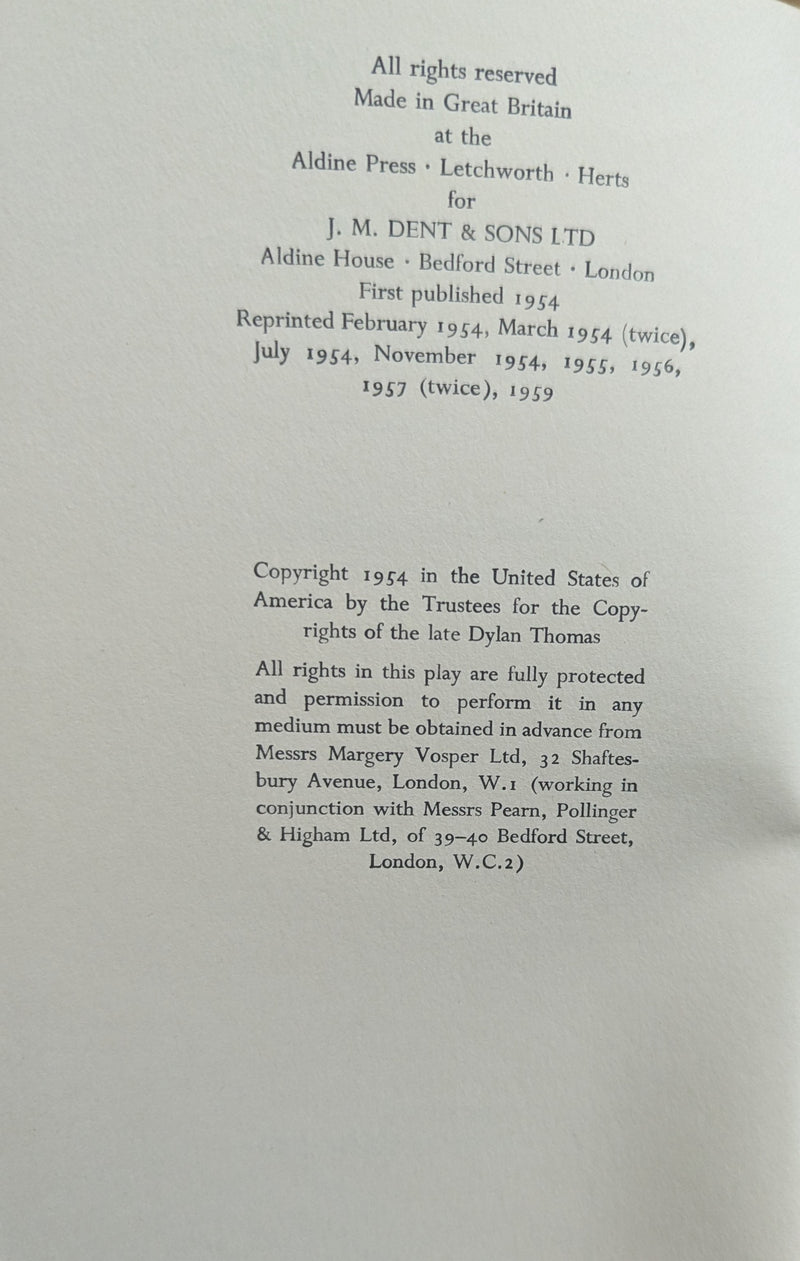 All rights reserved
Made in Great Britain
at the
Aldine Press · Letchworth · Herts
for
J. M. DENT & SONS LTD
Aldine House · Bedford Street · London
First published 1954
Reprinted February 1954, March 1954 (twice),
July 1954, November 1954, 1955, 1956,
1957 (twice), 1959
Copyright 1954 in the United States of
America by the Trustees for the Copy-
rights of the late Dylan Thomas
All rights in this play are fully protected
and permission to perform it in any
medium must be obtained in advance from
Messrs Margery Vosper Ltd, 32 Shaftes-
bury Avenue, London, W.1 (working in
conjunction with Messrs Pearn, Pollinger
& Higham Ltd, of 39–40 Bedford Street,
London, W.C.2)